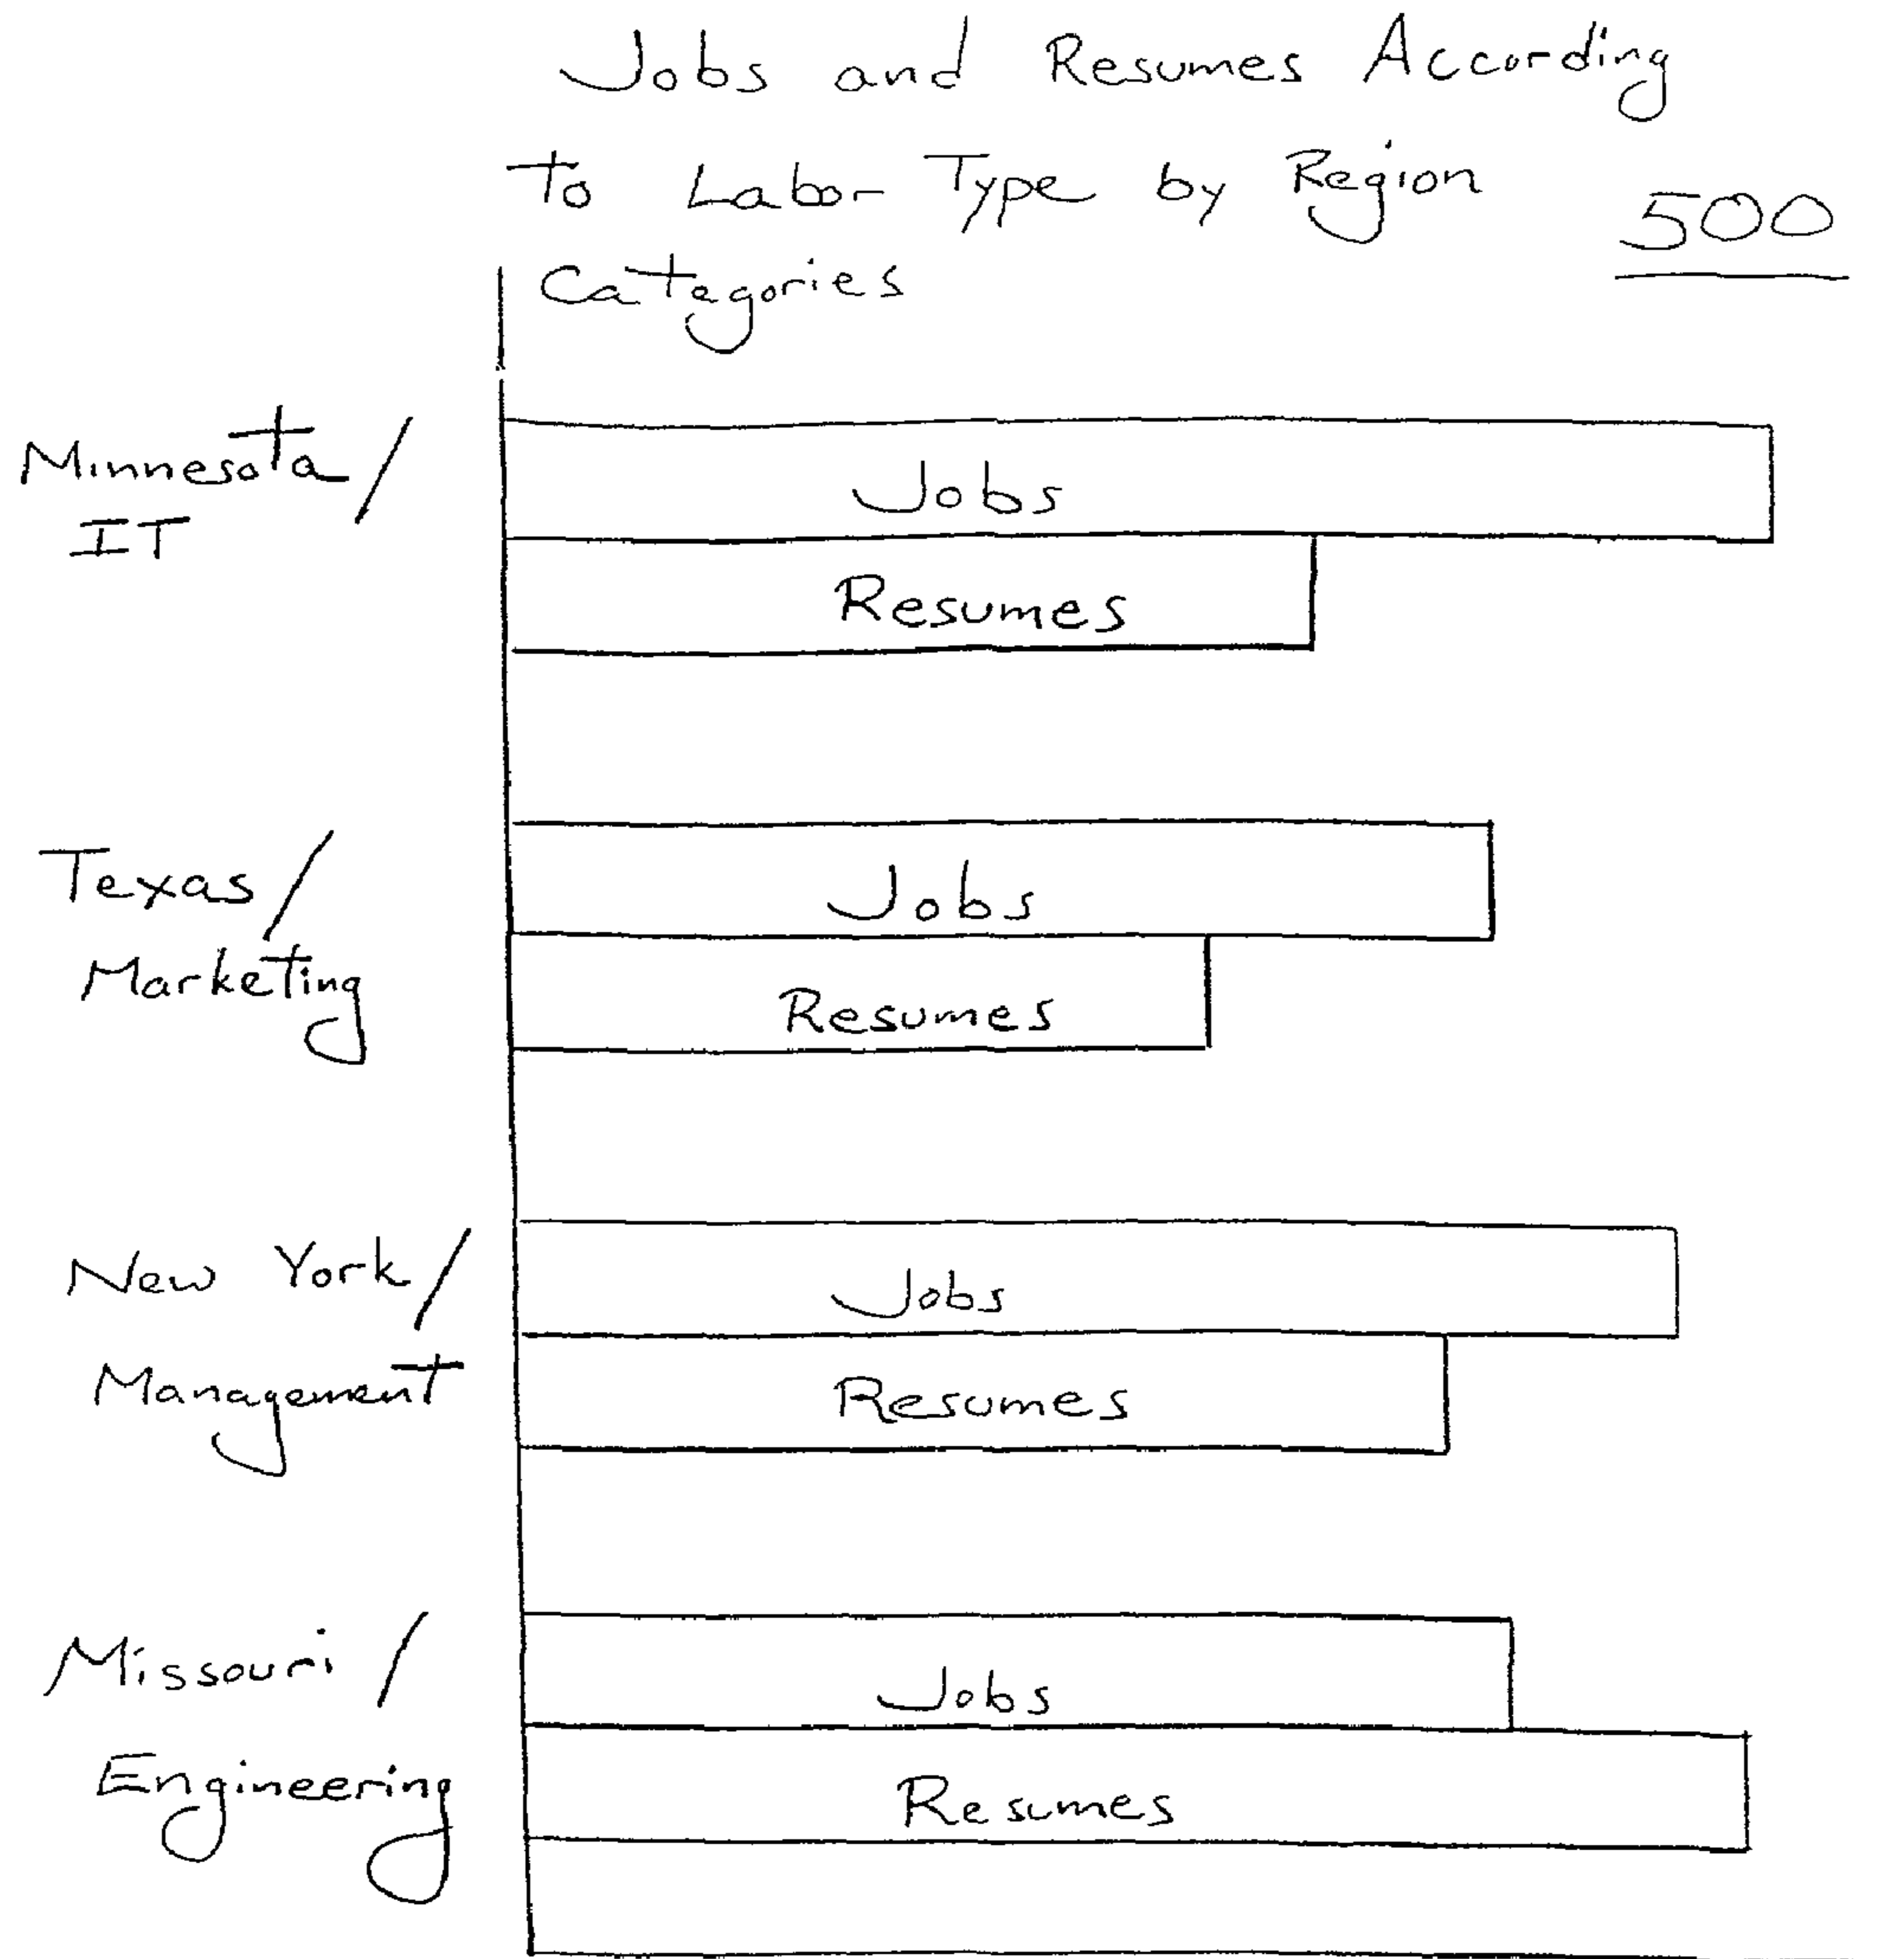 Jobs and Resumes According
To Labor Type by Region
500
Categories
Minnesota/
IT
Jobs
Resumes
Texas/
Marketing
Jobs
Resumes
New York/
Management
Jobs
Resumes
Missouri/
Engineering
Jobs
Resumes